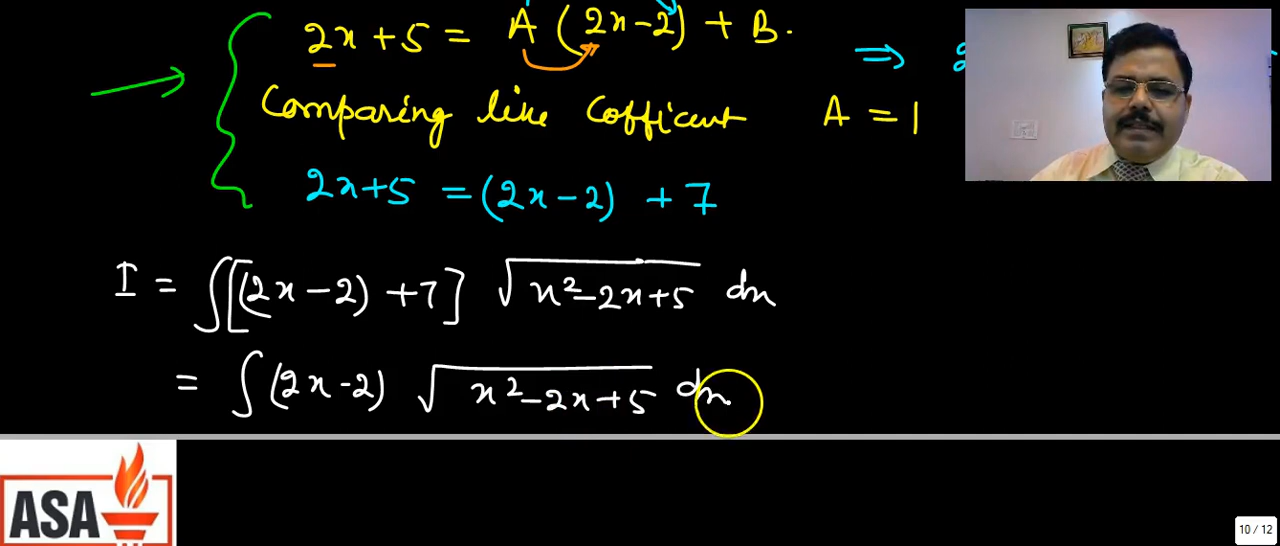 2x + 5 = A (2x - 2) + B.
⇒ 2
Comparing like Cofficent A = 1
2x + 5 = (2x - 2) + 7
I = ∫ [(2x - 2) + 7] √(x² - 2x + 5) dx
= ∫ (2x - 2) √(x² - 2x + 5) dx
ASA
10 / 12